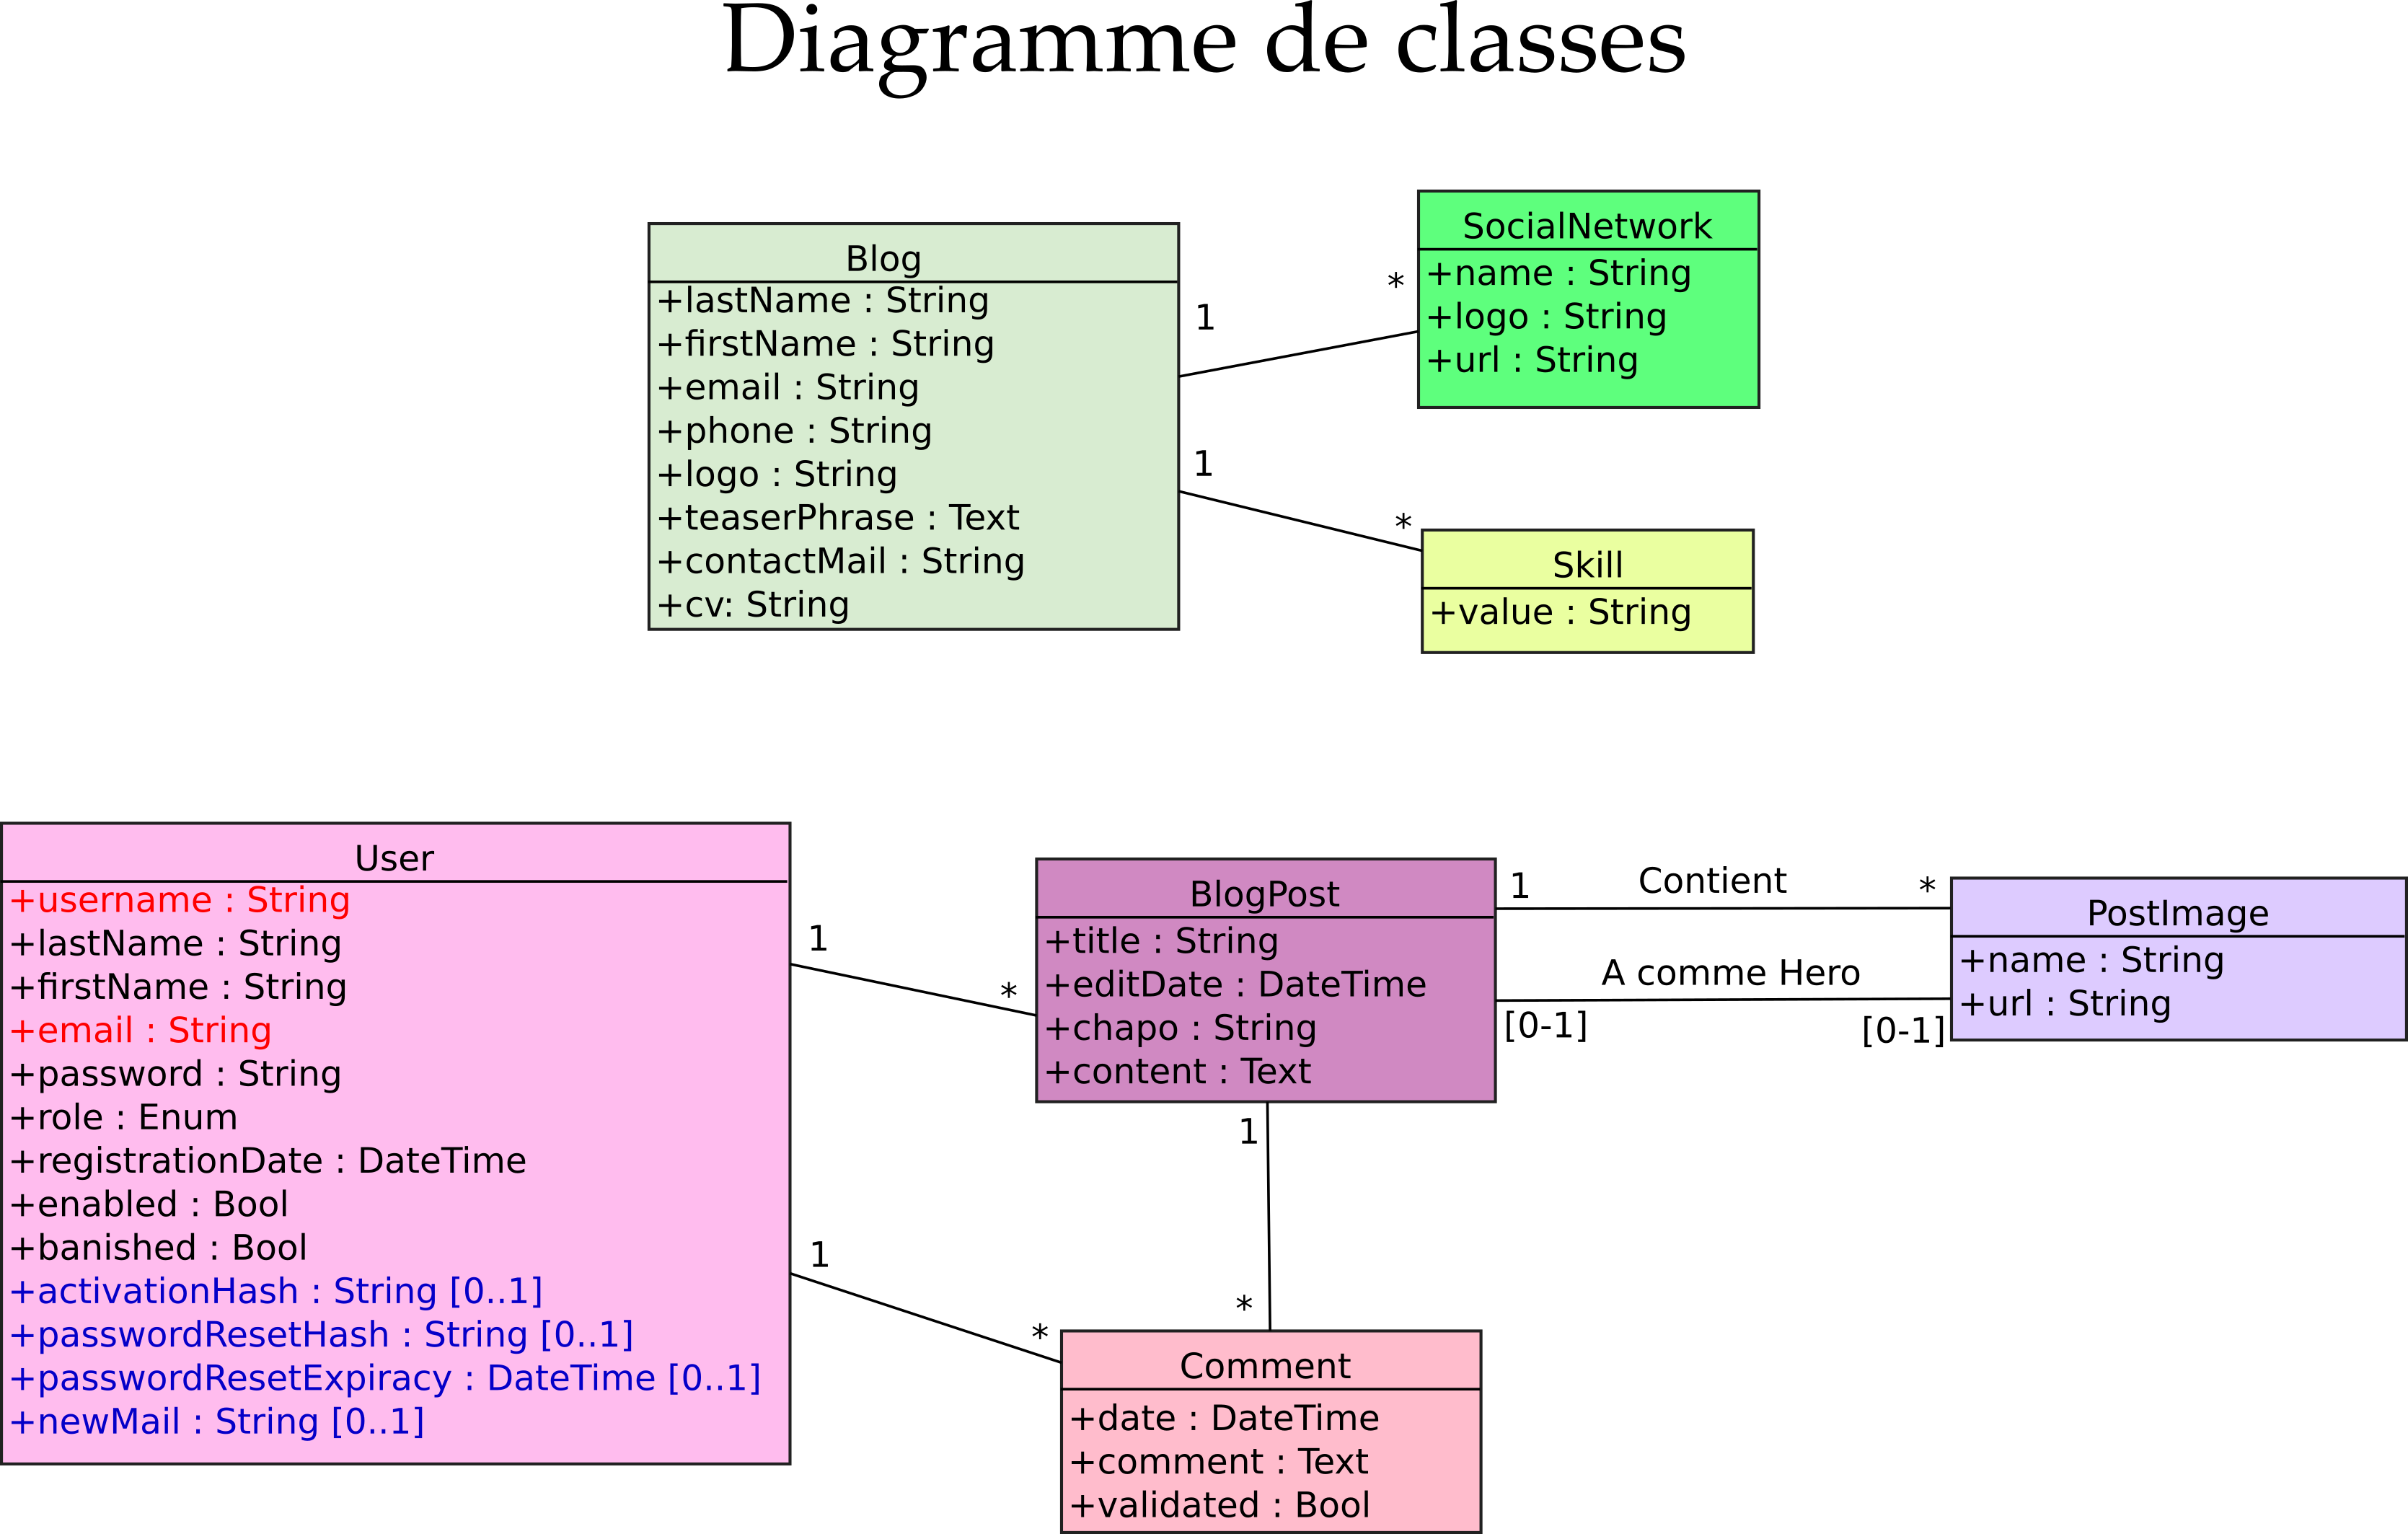 Diagramme de classes
Blog
+lastName : String
+firstName : String
+email : String
+phone : String
+logo : String
+teaserPhrase : Text
+contactMail : String
+cv: String
1
*
SocialNetwork
+name : String
+logo : String
+url : String
1
*
Skill
+value : String
User
+username : String
+lastName : String
+firstName : String
+email : String
+password : String
+role : Enum
+registrationDate : DateTime
+enabled : Bool
+banished : Bool
+activationHash : String [0..1]
+passwordResetHash : String [0..1]
+passwordResetExpiracy : DateTime [0..1]
+newMail : String [0..1]
1
*
BlogPost
+title : String
+editDate : DateTime
+chapo : String
+content : Text
1 Contient *
A comme Hero
[0-1] [0-1]
PostImage
+name : String
+url : String
1
*
1
*
Comment
+date : DateTime
+comment : Text
+validated : Bool